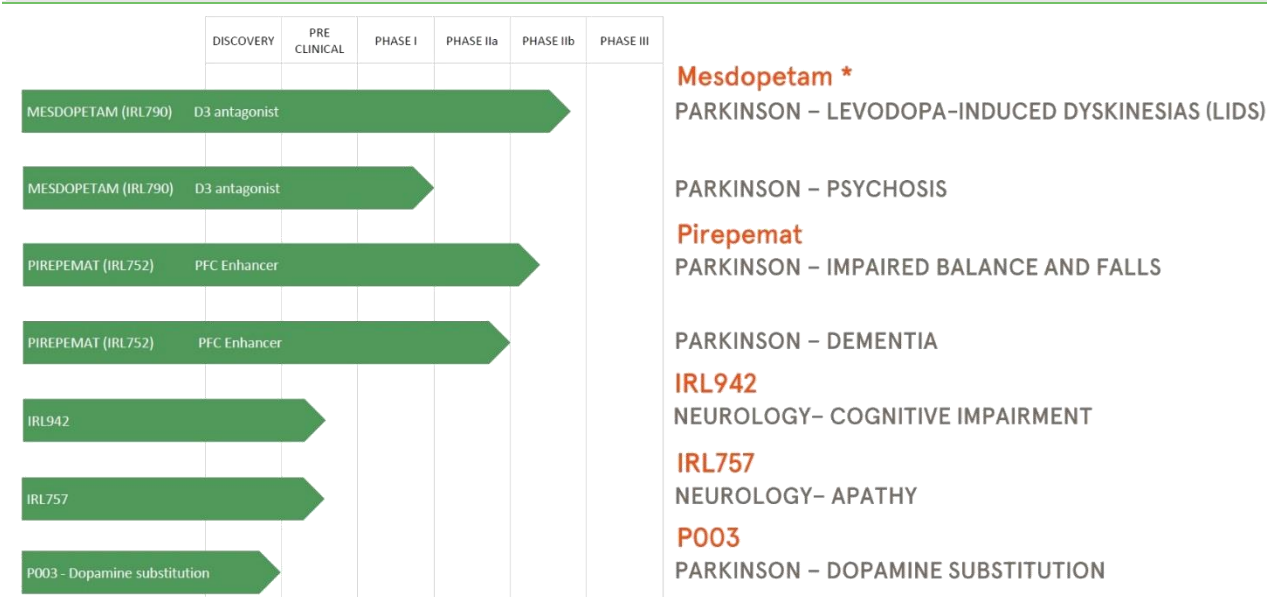 DISCOVERY
PRE
CLINICAL
PHASE I
PHASE IIa
PHASE IIb
PHASE III
Mesdopetam *
MESDOPETAM (IRL790) D3 antagonist
PARKINSON – LEVODOPA-INDUCED DYSKINESIAS (LIDS)
MESDOPETAM (IRL790) D3 antagonist
PARKINSON – PSYCHOSIS
Pirepemat
PIREPEMAT (IRL752) PFC Enhancer
PARKINSON – IMPAIRED BALANCE AND FALLS
PIREPEMAT (IRL752) PFC Enhancer
PARKINSON – DEMENTIA
IRL942
IRL942
NEUROLOGY– COGNITIVE IMPAIRMENT
IRL757
IRL757
NEUROLOGY– APATHY
P003
P003 - Dopamine substitution
PARKINSON – DOPAMINE SUBSTITUTION